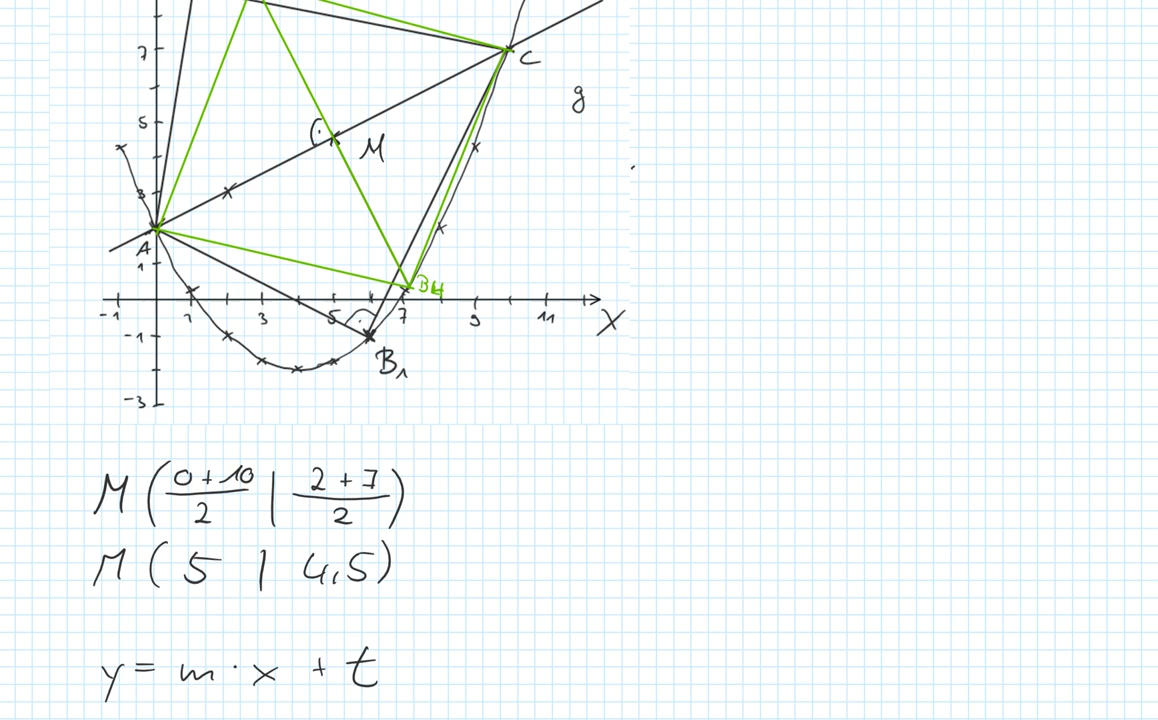 7
C
g
5
M
3
A
1
B4
-1 1 3 5 7 9 11 X
-1
B1
-3
M(0+10/2 | 2+7/2)
M(5 | 4,5)
y = m · x + t